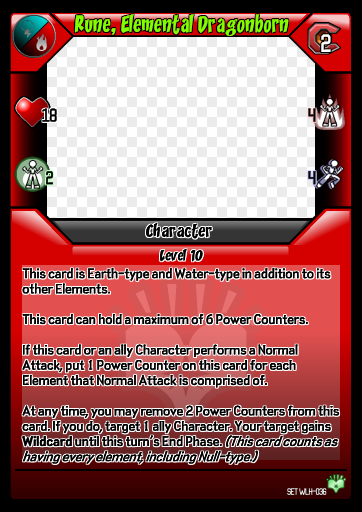 Rune, Elemental Dragonborn
2
18
4
2
4
Character
Level 10
This card is Earth-type and Water-type in addition to its
other Elements.
This card can hold a maximum of 6 Power Counters.
If this card or an ally Character performs a Normal
Attack, put 1 Power Counter on this card for each
Element that Normal Attack is comprised of.
At any time, you may remove 2 Power Counters from this
card. If you do, target 1 ally Character. Your target gains
Wildcard until this turn's End Phase. (This card counts as
having every element, including Null-type.)
SET WLH-036